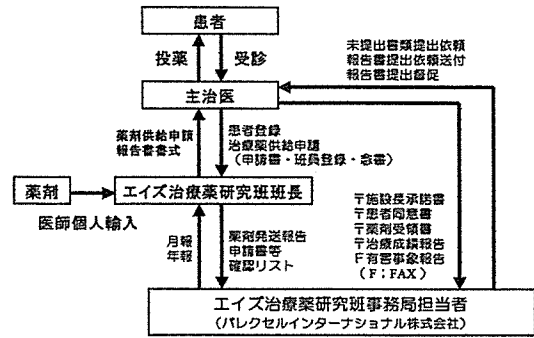 患者
投薬
受診
未提出書類提出依頼
報告書提出依頼送付
報告書提出督促
主治医
薬剤供給申請
報告書書式
患者登録
治療薬供給申請
（申請書・班員登録・念書）
薬剤
エイズ治療薬研究班班長
医師個人輸入
月報
年報
薬剤発送報告
申請書等
確認リスト
〒施設長承諾書
〒患者同意書
〒薬剤受領書
〒治療成績報告
F有害事象報告
（F：FAX）
エイズ治療薬研究班事務局担当者
（パレクセルインターナショナル株式会社）